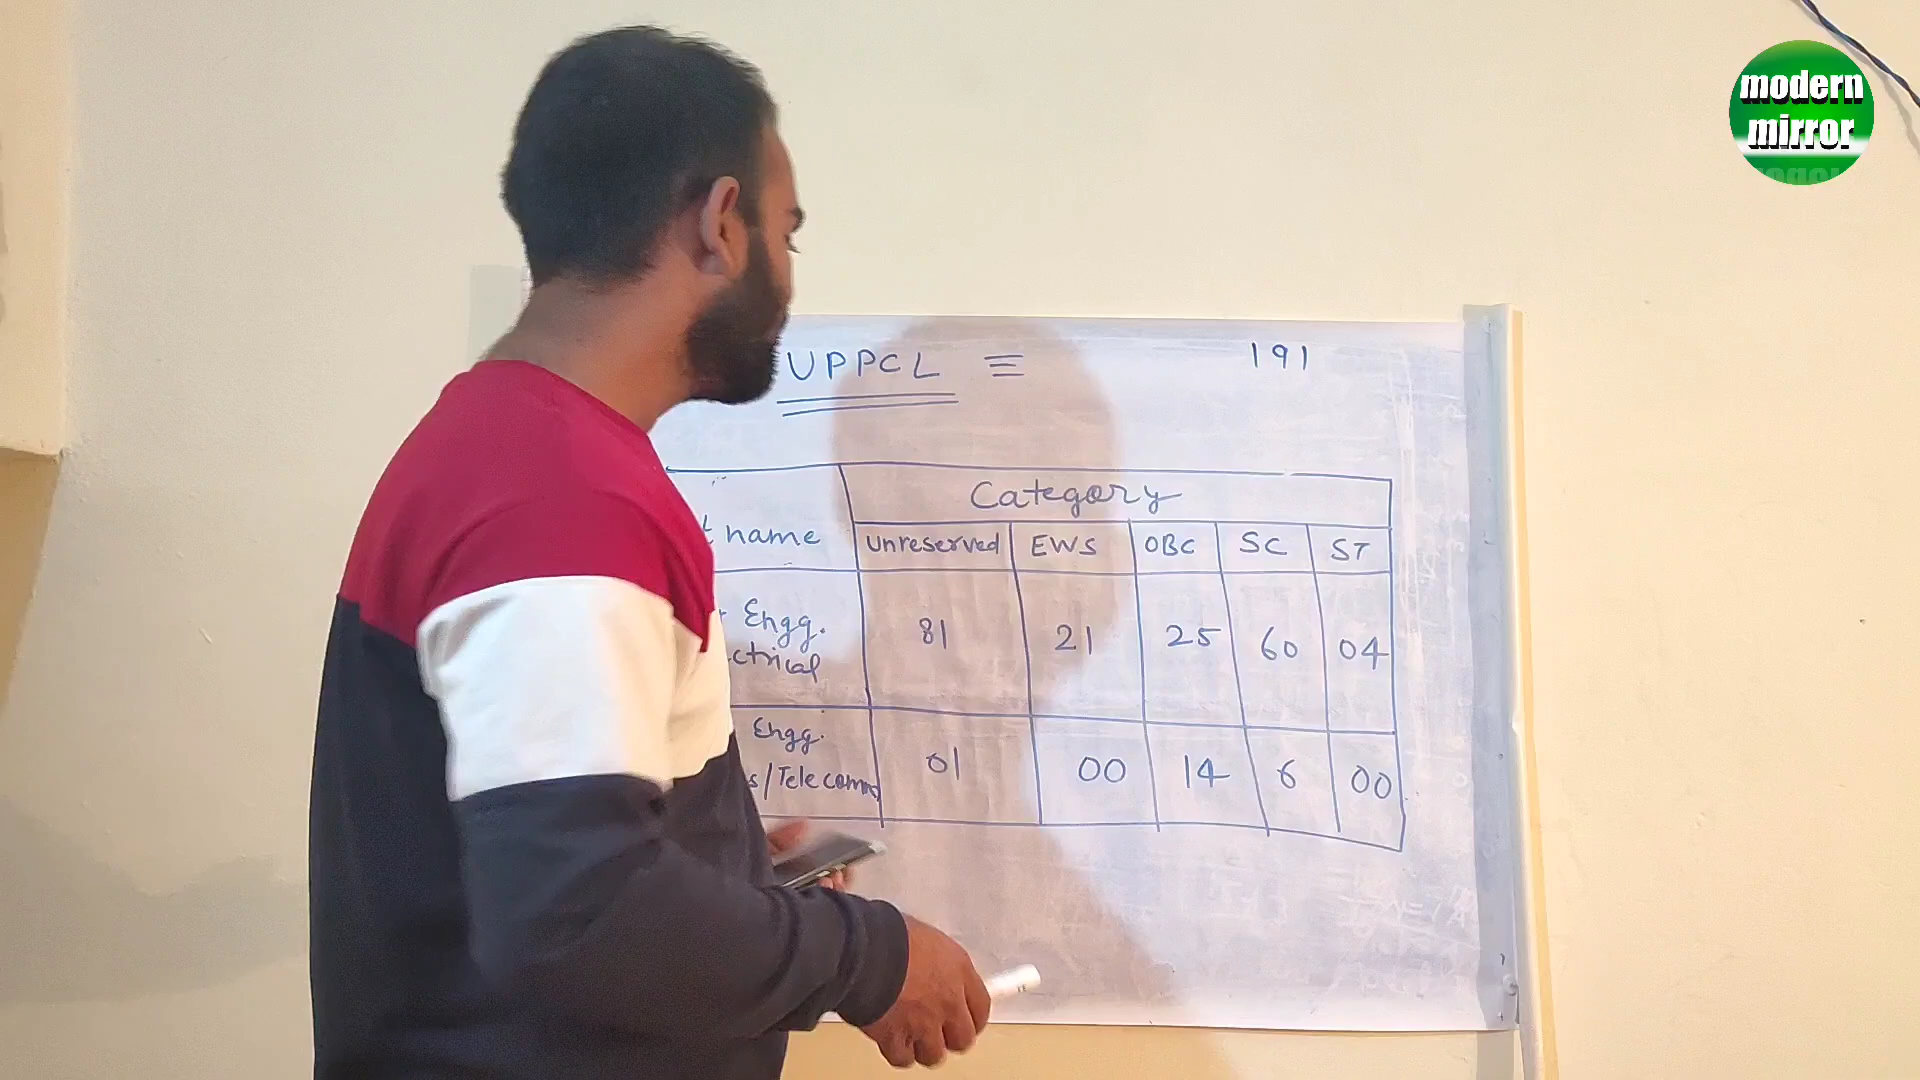 modern
mirror
UPPCL ≡ 191
Category
name
Unreserved EWS OBC SC ST
Engg. 81 21 25 60 04
ctrical
Engg.
s/Telecomm 01 00 14 6 00